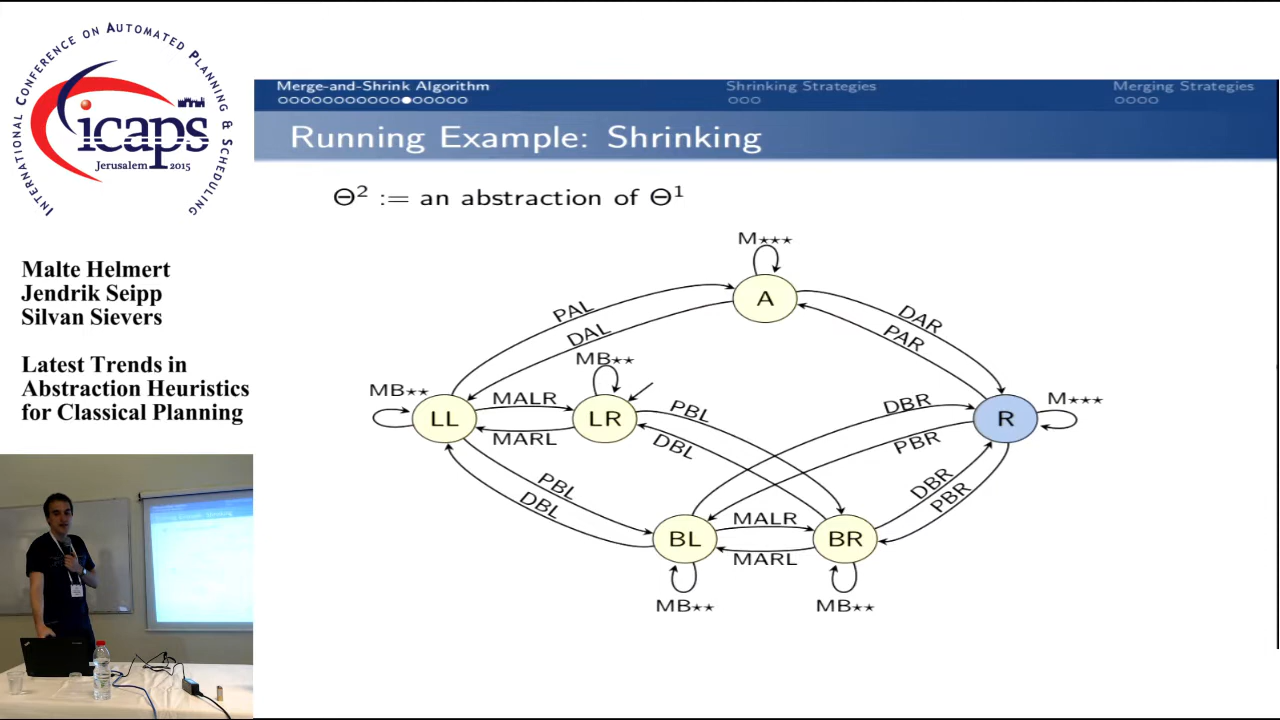 INTERNATIONAL CONFERENCE ON AUTOMATED PLANNING & SCHEDULING
icaps
Jerusalem 2015
Malte Helmert
Jendrik Seipp
Silvan Sievers
Latest Trends in
Abstraction Heuristics
for Classical Planning
Merge-and-Shrink Algorithm
Shrinking Strategies
Merging Strategies
Running Example: Shrinking
Θ² := an abstraction of Θ¹
M⋆⋆⋆
A
PAL
DAL
DAR
PAR
MB⋆⋆
MB⋆⋆
LL
MALR
MARL
LR
PBL
DBL
DBR
PBR
R
M⋆⋆⋆
PBL
DBL
DBR
PBR
BL
MALR
MARL
BR
MB⋆⋆
MB⋆⋆